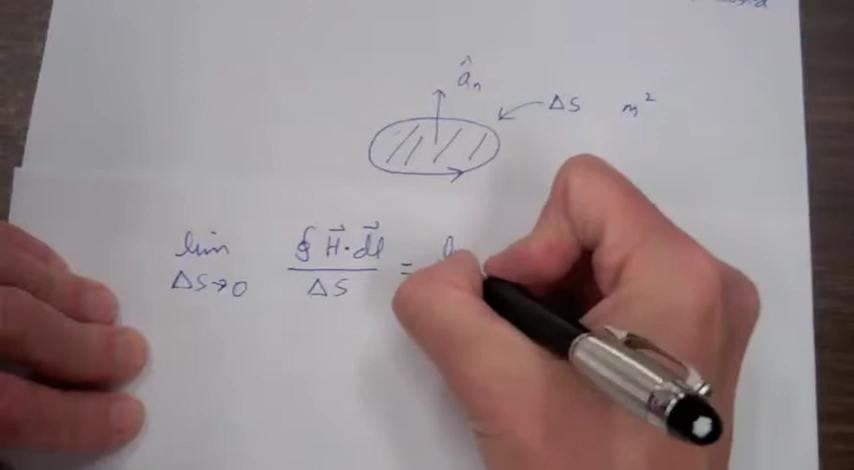 â_n
ΔS m²
lim ∮ H⃗·dl⃗ = l
ΔS→0 ΔS